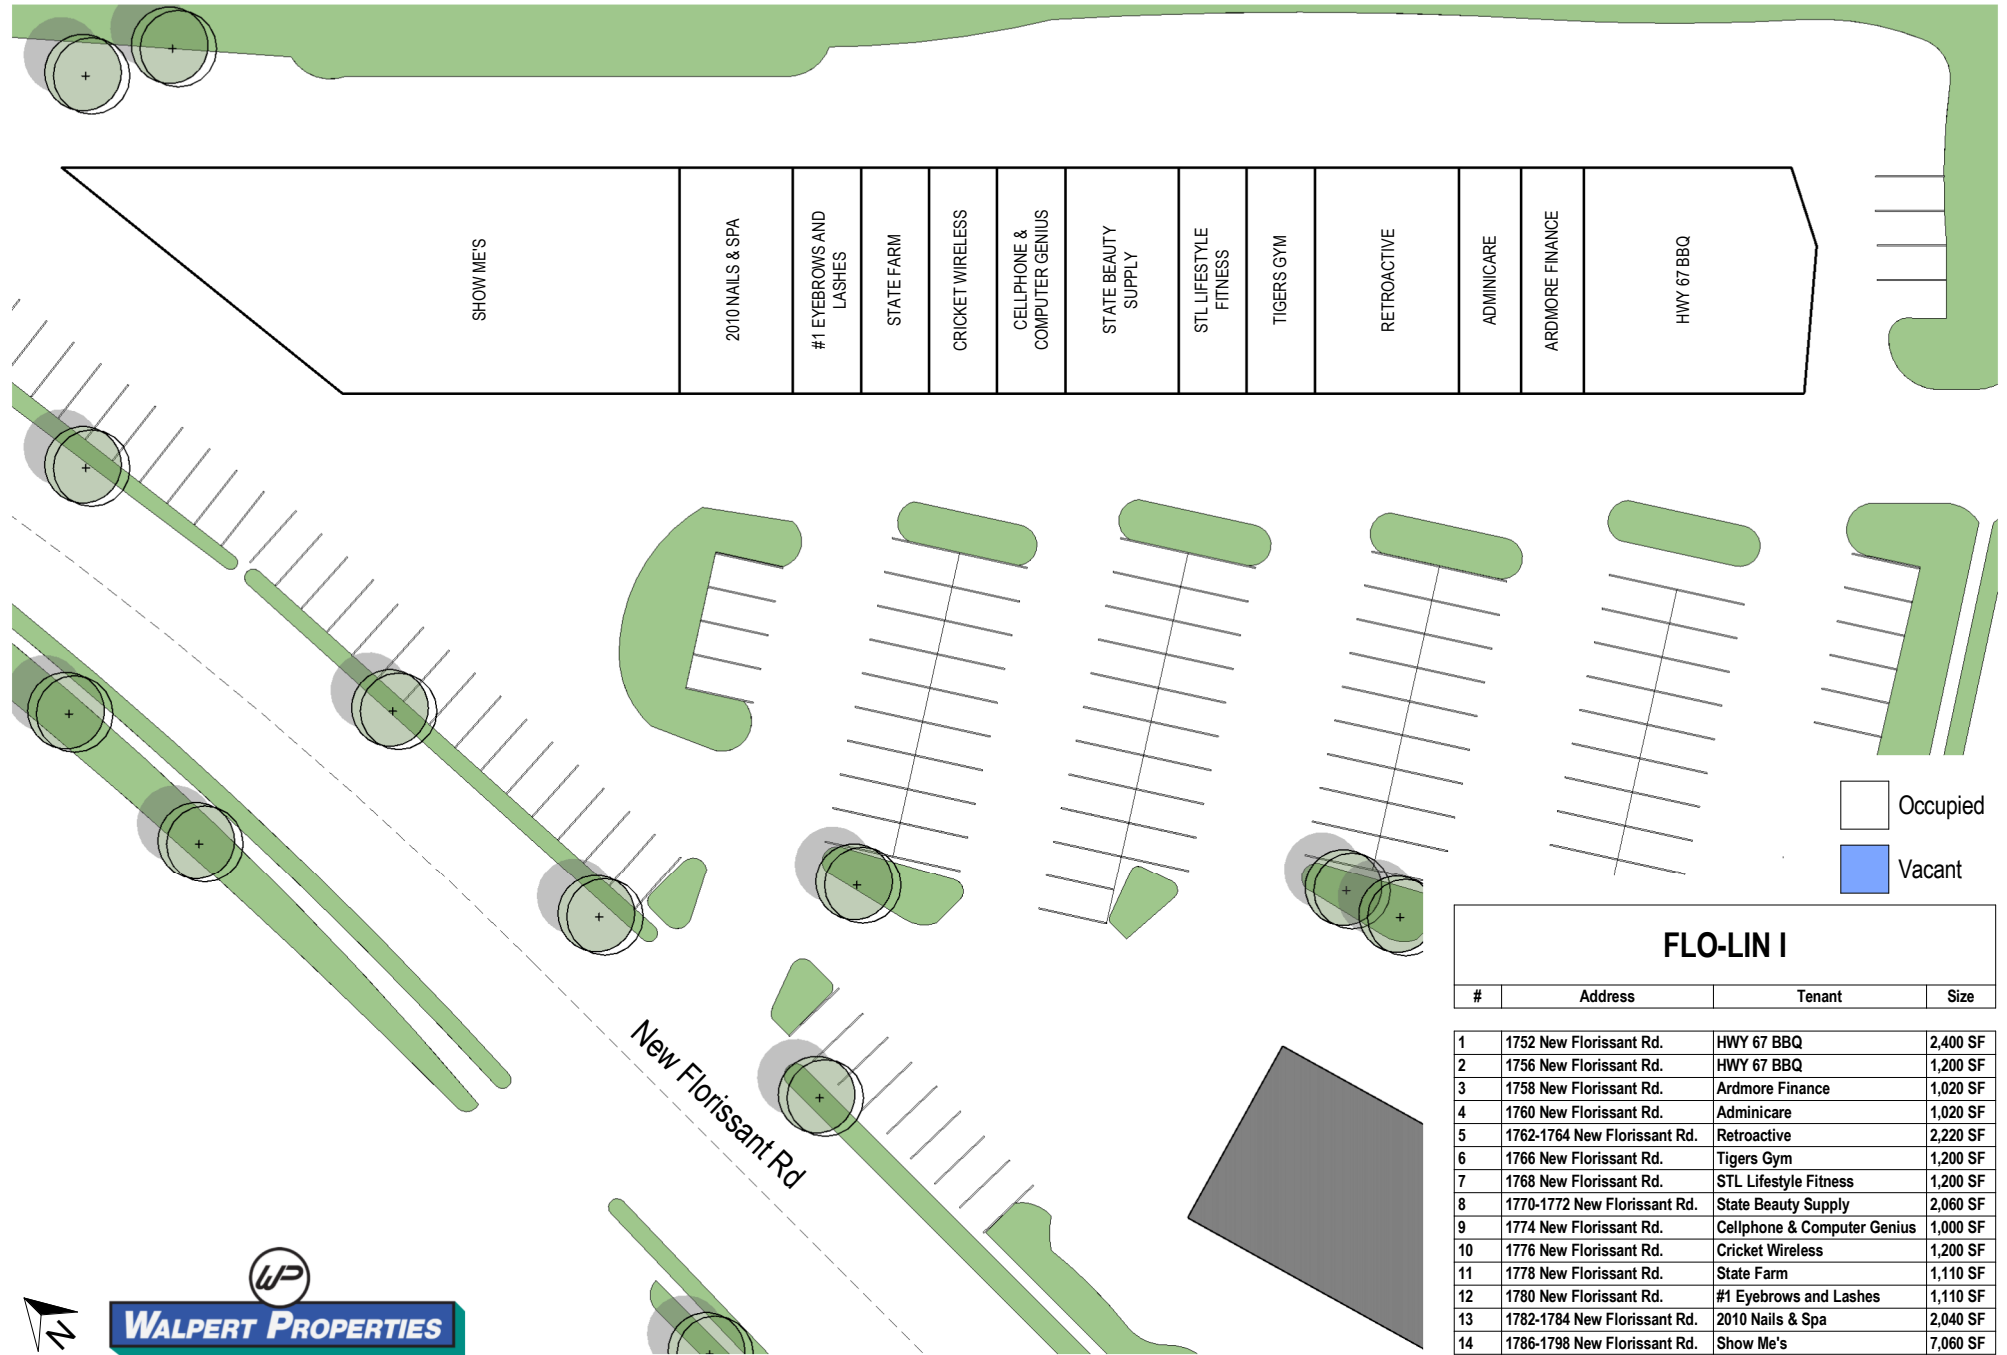 SHOW ME'S
2010 NAILS & SPA
#1 EYEBROWS AND
LASHES
STATE FARM
CRICKET WIRELESS
CELLPHONE &
COMPUTER GENIUS
STATE BEAUTY
SUPPLY
STL LIFESTYLE
FITNESS
TIGERS GYM
RETROACTIVE
ADMINICARE
ARDMORE FINANCE
HWY 67 BBQ
Occupied
Vacant
New Florissant Rd
FLO-LIN I
# Address Tenant Size
1 1752 New Florissant Rd. HWY 67 BBQ 2,400 SF
2 1756 New Florissant Rd. HWY 67 BBQ 1,200 SF
3 1758 New Florissant Rd. Ardmore Finance 1,020 SF
4 1760 New Florissant Rd. Adminicare 1,020 SF
5 1762-1764 New Florissant Rd. Retroactive 2,220 SF
6 1766 New Florissant Rd. Tigers Gym 1,200 SF
7 1768 New Florissant Rd. STL Lifestyle Fitness 1,200 SF
8 1770-1772 New Florissant Rd. State Beauty Supply 2,060 SF
9 1774 New Florissant Rd. Cellphone & Computer Genius 1,000 SF
10 1776 New Florissant Rd. Cricket Wireless 1,200 SF
11 1778 New Florissant Rd. State Farm 1,110 SF
12 1780 New Florissant Rd. #1 Eyebrows and Lashes 1,110 SF
13 1782-1784 New Florissant Rd. 2010 Nails & Spa 2,040 SF
14 1786-1798 New Florissant Rd. Show Me's 7,060 SF
N
WP
WALPERT PROPERTIES